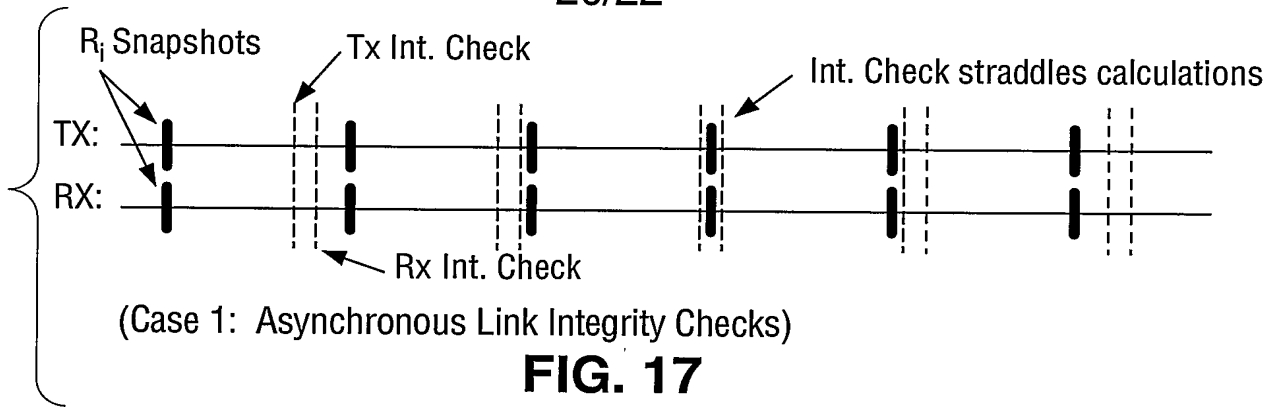 Ri Snapshots
Tx Int. Check
Int. Check straddles calculations
TX:
RX:
Rx Int. Check
(Case 1: Asynchronous Link Integrity Checks)
FIG. 17